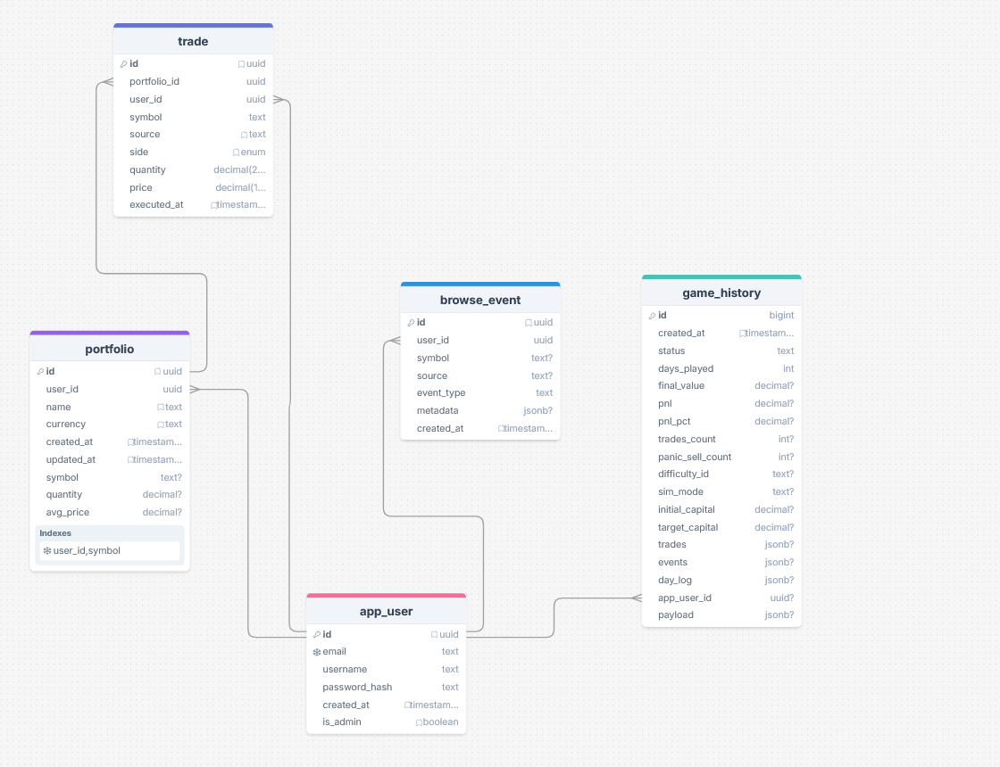 trade
id uuid
portfolio_id uuid
user_id uuid
symbol text
source text
side enum
quantity decimal(2...
price decimal(1...
executed_at timestam...
portfolio
id uuid
user_id uuid
name text
currency text
created_at timestam...
updated_at timestam...
symbol text?
quantity decimal?
avg_price decimal?
Indexes
user_id,symbol
browse_event
id uuid
user_id uuid
symbol text?
source text?
event_type text
metadata jsonb?
created_at timestam...
game_history
id bigint
created_at timestam...
status text
days_played int
final_value decimal?
pnl decimal?
pnl_pct decimal?
trades_count int?
panic_sell_count int?
difficulty_id text?
sim_mode text?
initial_capital decimal?
target_capital decimal?
trades jsonb?
events jsonb?
day_log jsonb?
app_user_id uuid?
payload jsonb?
app_user
id uuid
email text
username text
password_hash text
created_at timestam...
is_admin boolean